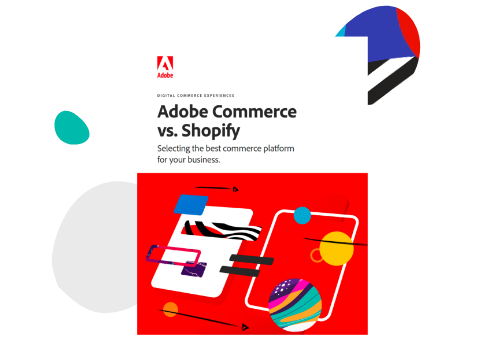 Adobe
DIGITAL COMMERCE EXPERIENCES
Adobe Commerce
vs. Shopify
Selecting the best commerce platform
for your business.